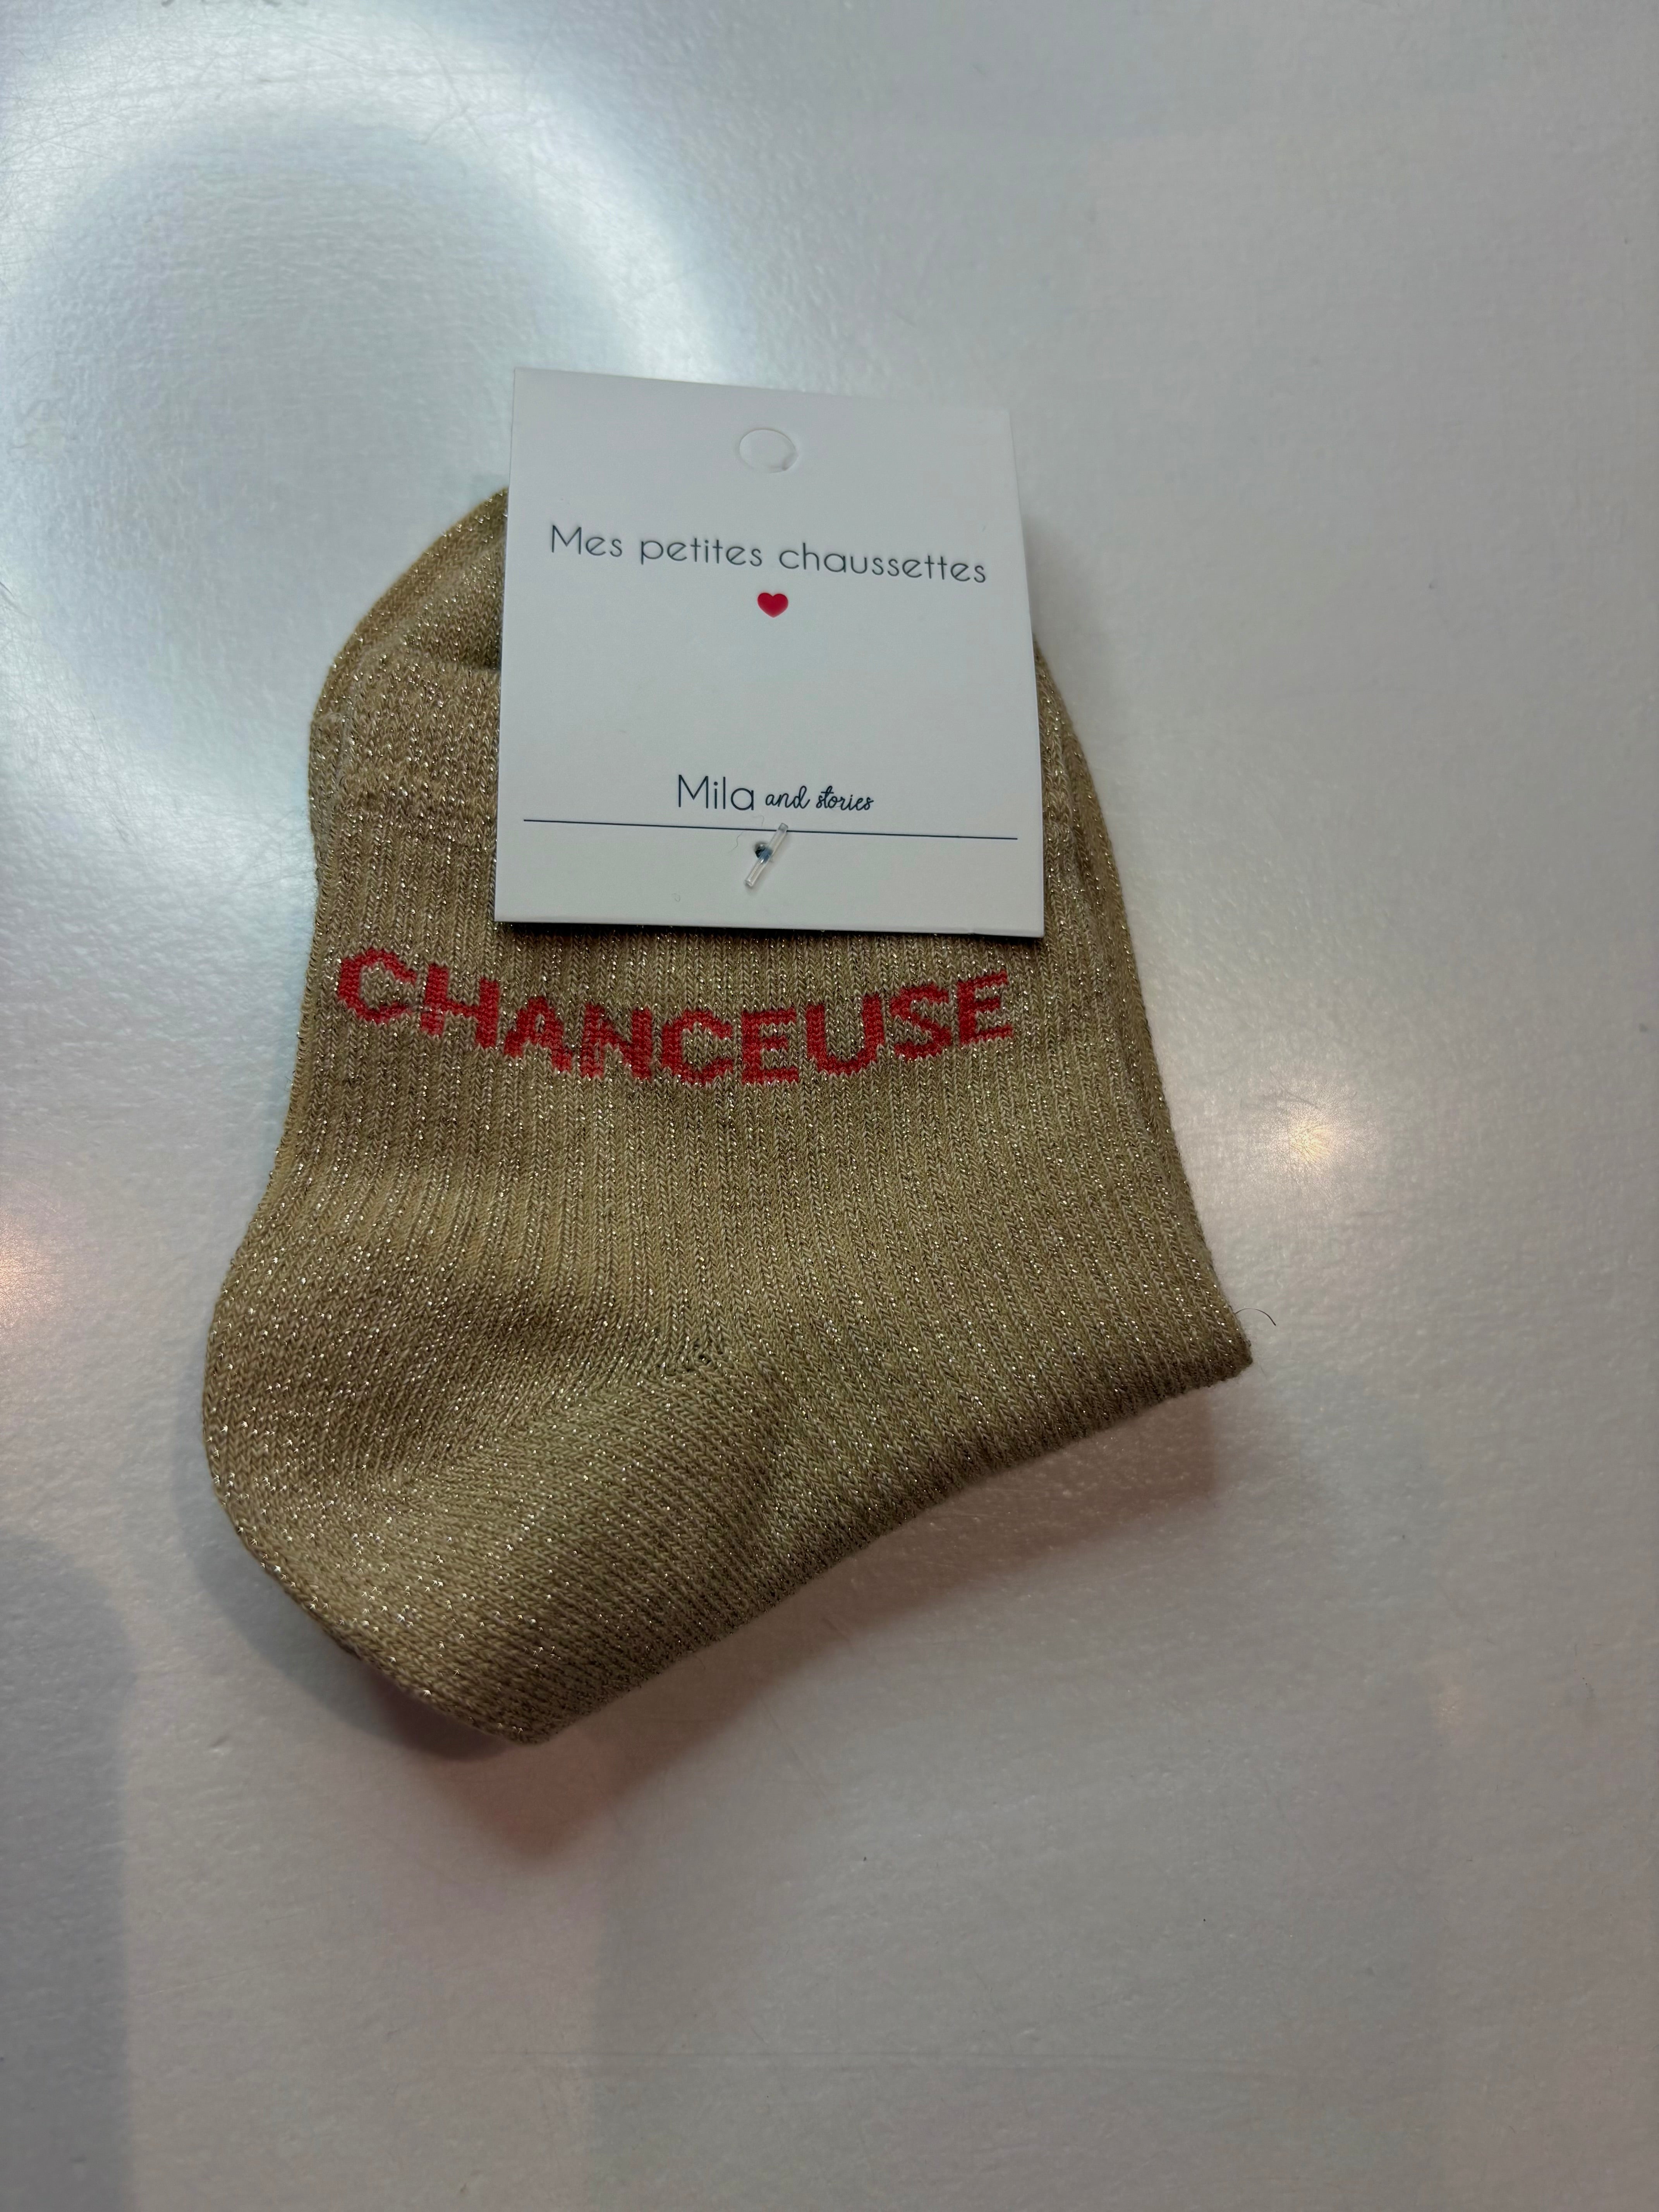 Mes petites chaussettes
Mila and stories
CHANCEUSE